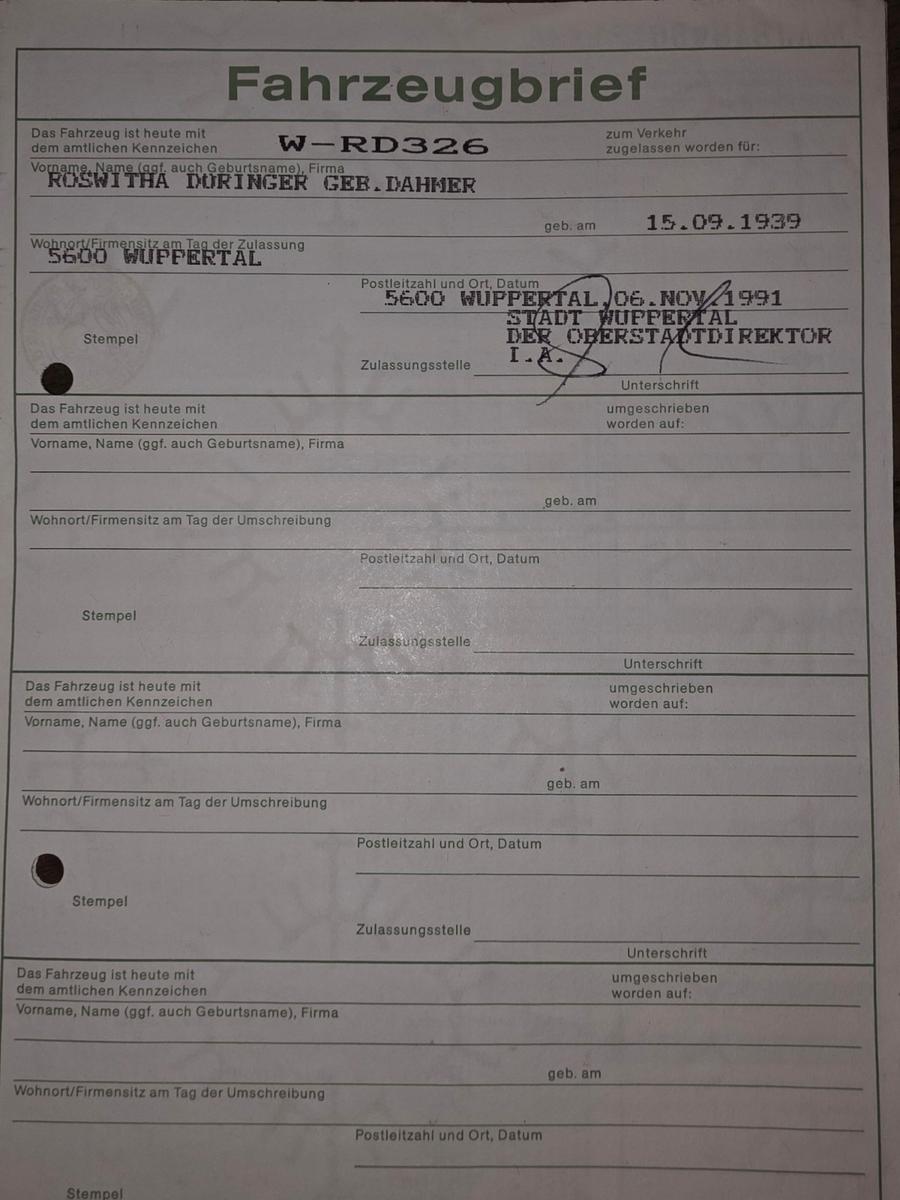 Fahrzeugbrief
Das Fahrzeug ist heute mit
dem amtlichen Kennzeichen W-RD326 zum Verkehr
zugelassen worden für:
Vorname, Name (ggf. auch Geburtsname), Firma
ROSWITHA DORINGER GEB.DAHMER
geb. am 15.09.1939
Wohnort/Firmensitz am Tag der Zulassung
5600 WUPPERTAL
Postleitzahl und Ort, Datum
5600 WUPPERTAL,06.NOV.1991
STADT WUPPERTAL
DER OBERSTADTDIREKTOR
I.A.
Stempel
Zulassungsstelle
Unterschrift
Das Fahrzeug ist heute mit
dem amtlichen Kennzeichen
umgeschrieben
worden auf:
Vorname, Name (ggf. auch Geburtsname), Firma
geb. am
Wohnort/Firmensitz am Tag der Umschreibung
Postleitzahl und Ort, Datum
Stempel
Zulassungsstelle
Unterschrift
Das Fahrzeug ist heute mit
dem amtlichen Kennzeichen
umgeschrieben
worden auf:
Vorname, Name (ggf. auch Geburtsname), Firma
geb. am
Wohnort/Firmensitz am Tag der Umschreibung
Postleitzahl und Ort, Datum
Stempel
Zulassungsstelle
Unterschrift
Das Fahrzeug ist heute mit
dem amtlichen Kennzeichen
umgeschrieben
worden auf:
Vorname, Name (ggf. auch Geburtsname), Firma
geb. am
Wohnort/Firmensitz am Tag der Umschreibung
Postleitzahl und Ort, Datum
Stempel